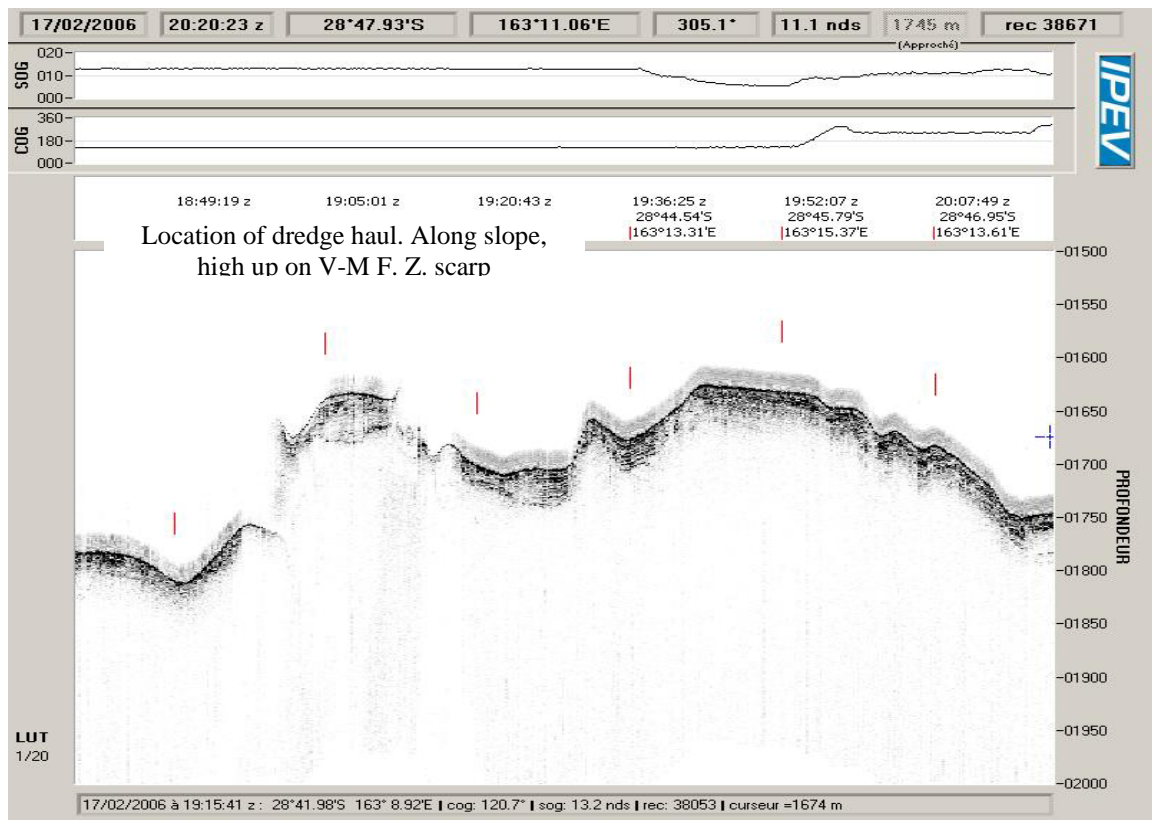 17/02/2006 20:20:23 z 28°47.93'S 163°11.06'E 305.1° 11.1 nds 1745 m rec 38671
(Approché)
SOG
020
010
000
COG
360
180
000
IPEV
18:49:19 z 19:05:01 z 19:20:43 z 19:36:25 z 19:52:07 z 20:07:49 z
28°44.54'S 28°45.79'S 28°46.95'S
163°13.31'E 163°15.37'E 163°13.61'E
Location of dredge haul. Along slope,
high up on V-M F. Z. scarp
-01500
-01550
-01600
-01650
-01700
-01750
-01800
-01850
-01900
-01950
-02000
PROFONDEUR
LUT
1/20
17/02/2006 à 19:15:41 z : 28°41.98'S 163° 8.92'E | cog: 120.7° | sog: 13.2 nds | rec: 38053 | curseur =1674 m